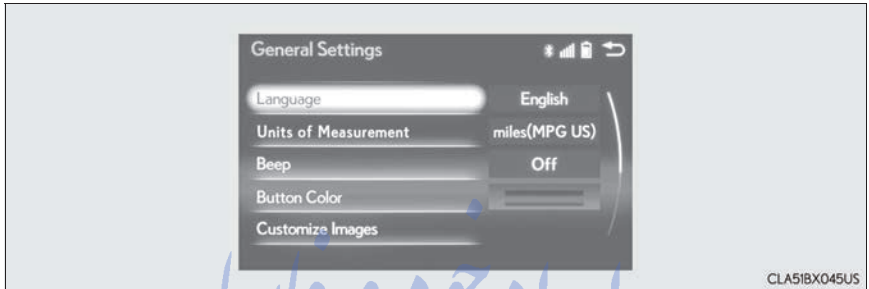 General Settings
Language English
Units of Measurement miles(MPG US)
Beep Off
Button Color
Customize Images
CLA51BX045US